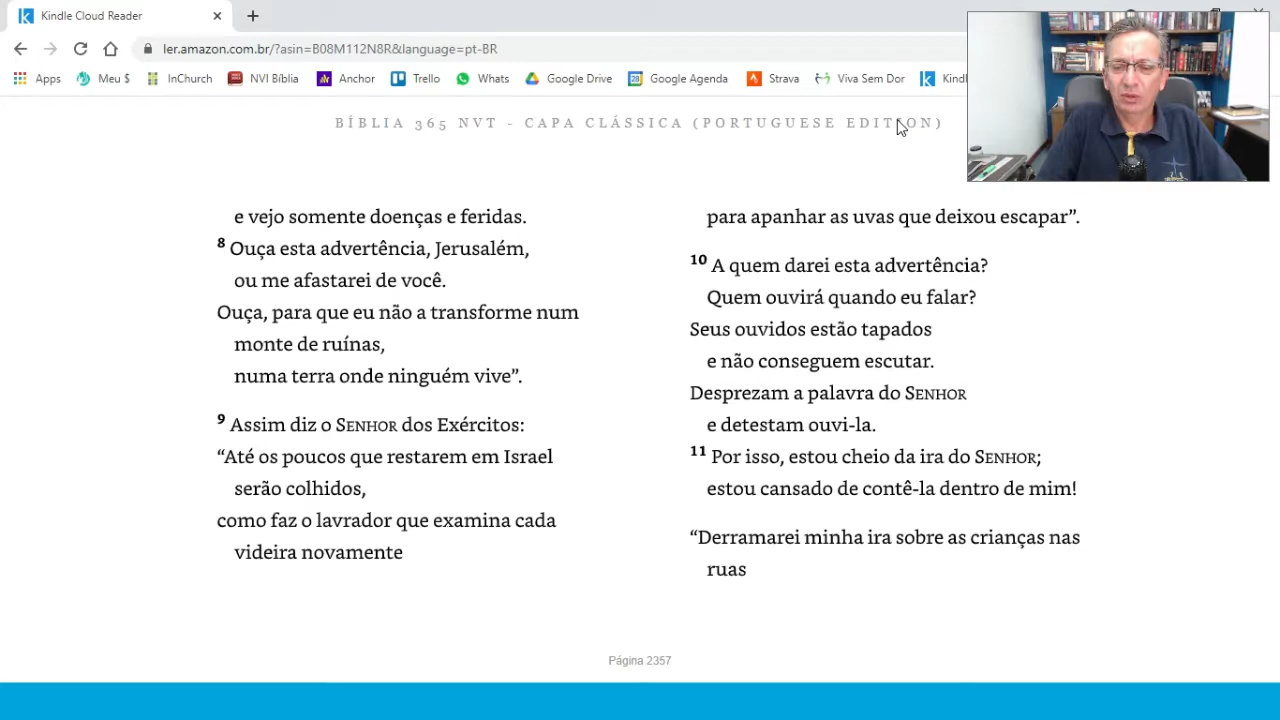 Kindle Cloud Reader
ler.amazon.com.br/?asin=B08M112N8R&language=pt-BR
Apps Meu $ InChurch NVI Bíblia Anchor Trello Whats Google Drive Google Agenda Strava Viva Sem Dor
BÍBLIA 365 NVT - CAPA CLÁSSICA (PORTUGUESE EDITION)
e vejo somente doenças e feridas.
8 Ouça esta advertência, Jerusalém,
ou me afastarei de você.
Ouça, para que eu não a transforme num
monte de ruínas,
numa terra onde ninguém vive”.
9 Assim diz o SENHOR dos Exércitos:
“Até os poucos que restarem em Israel
serão colhidos,
como faz o lavrador que examina cada
videira novamente
para apanhar as uvas que deixou escapar”.
10 A quem darei esta advertência?
Quem ouvirá quando eu falar?
Seus ouvidos estão tapados
e não conseguem escutar.
Desprezam a palavra do SENHOR
e detestam ouvi-la.
11 Por isso, estou cheio da ira do SENHOR;
estou cansado de contê-la dentro de mim!
“Derramarei minha ira sobre as crianças nas
ruas
Página 2357